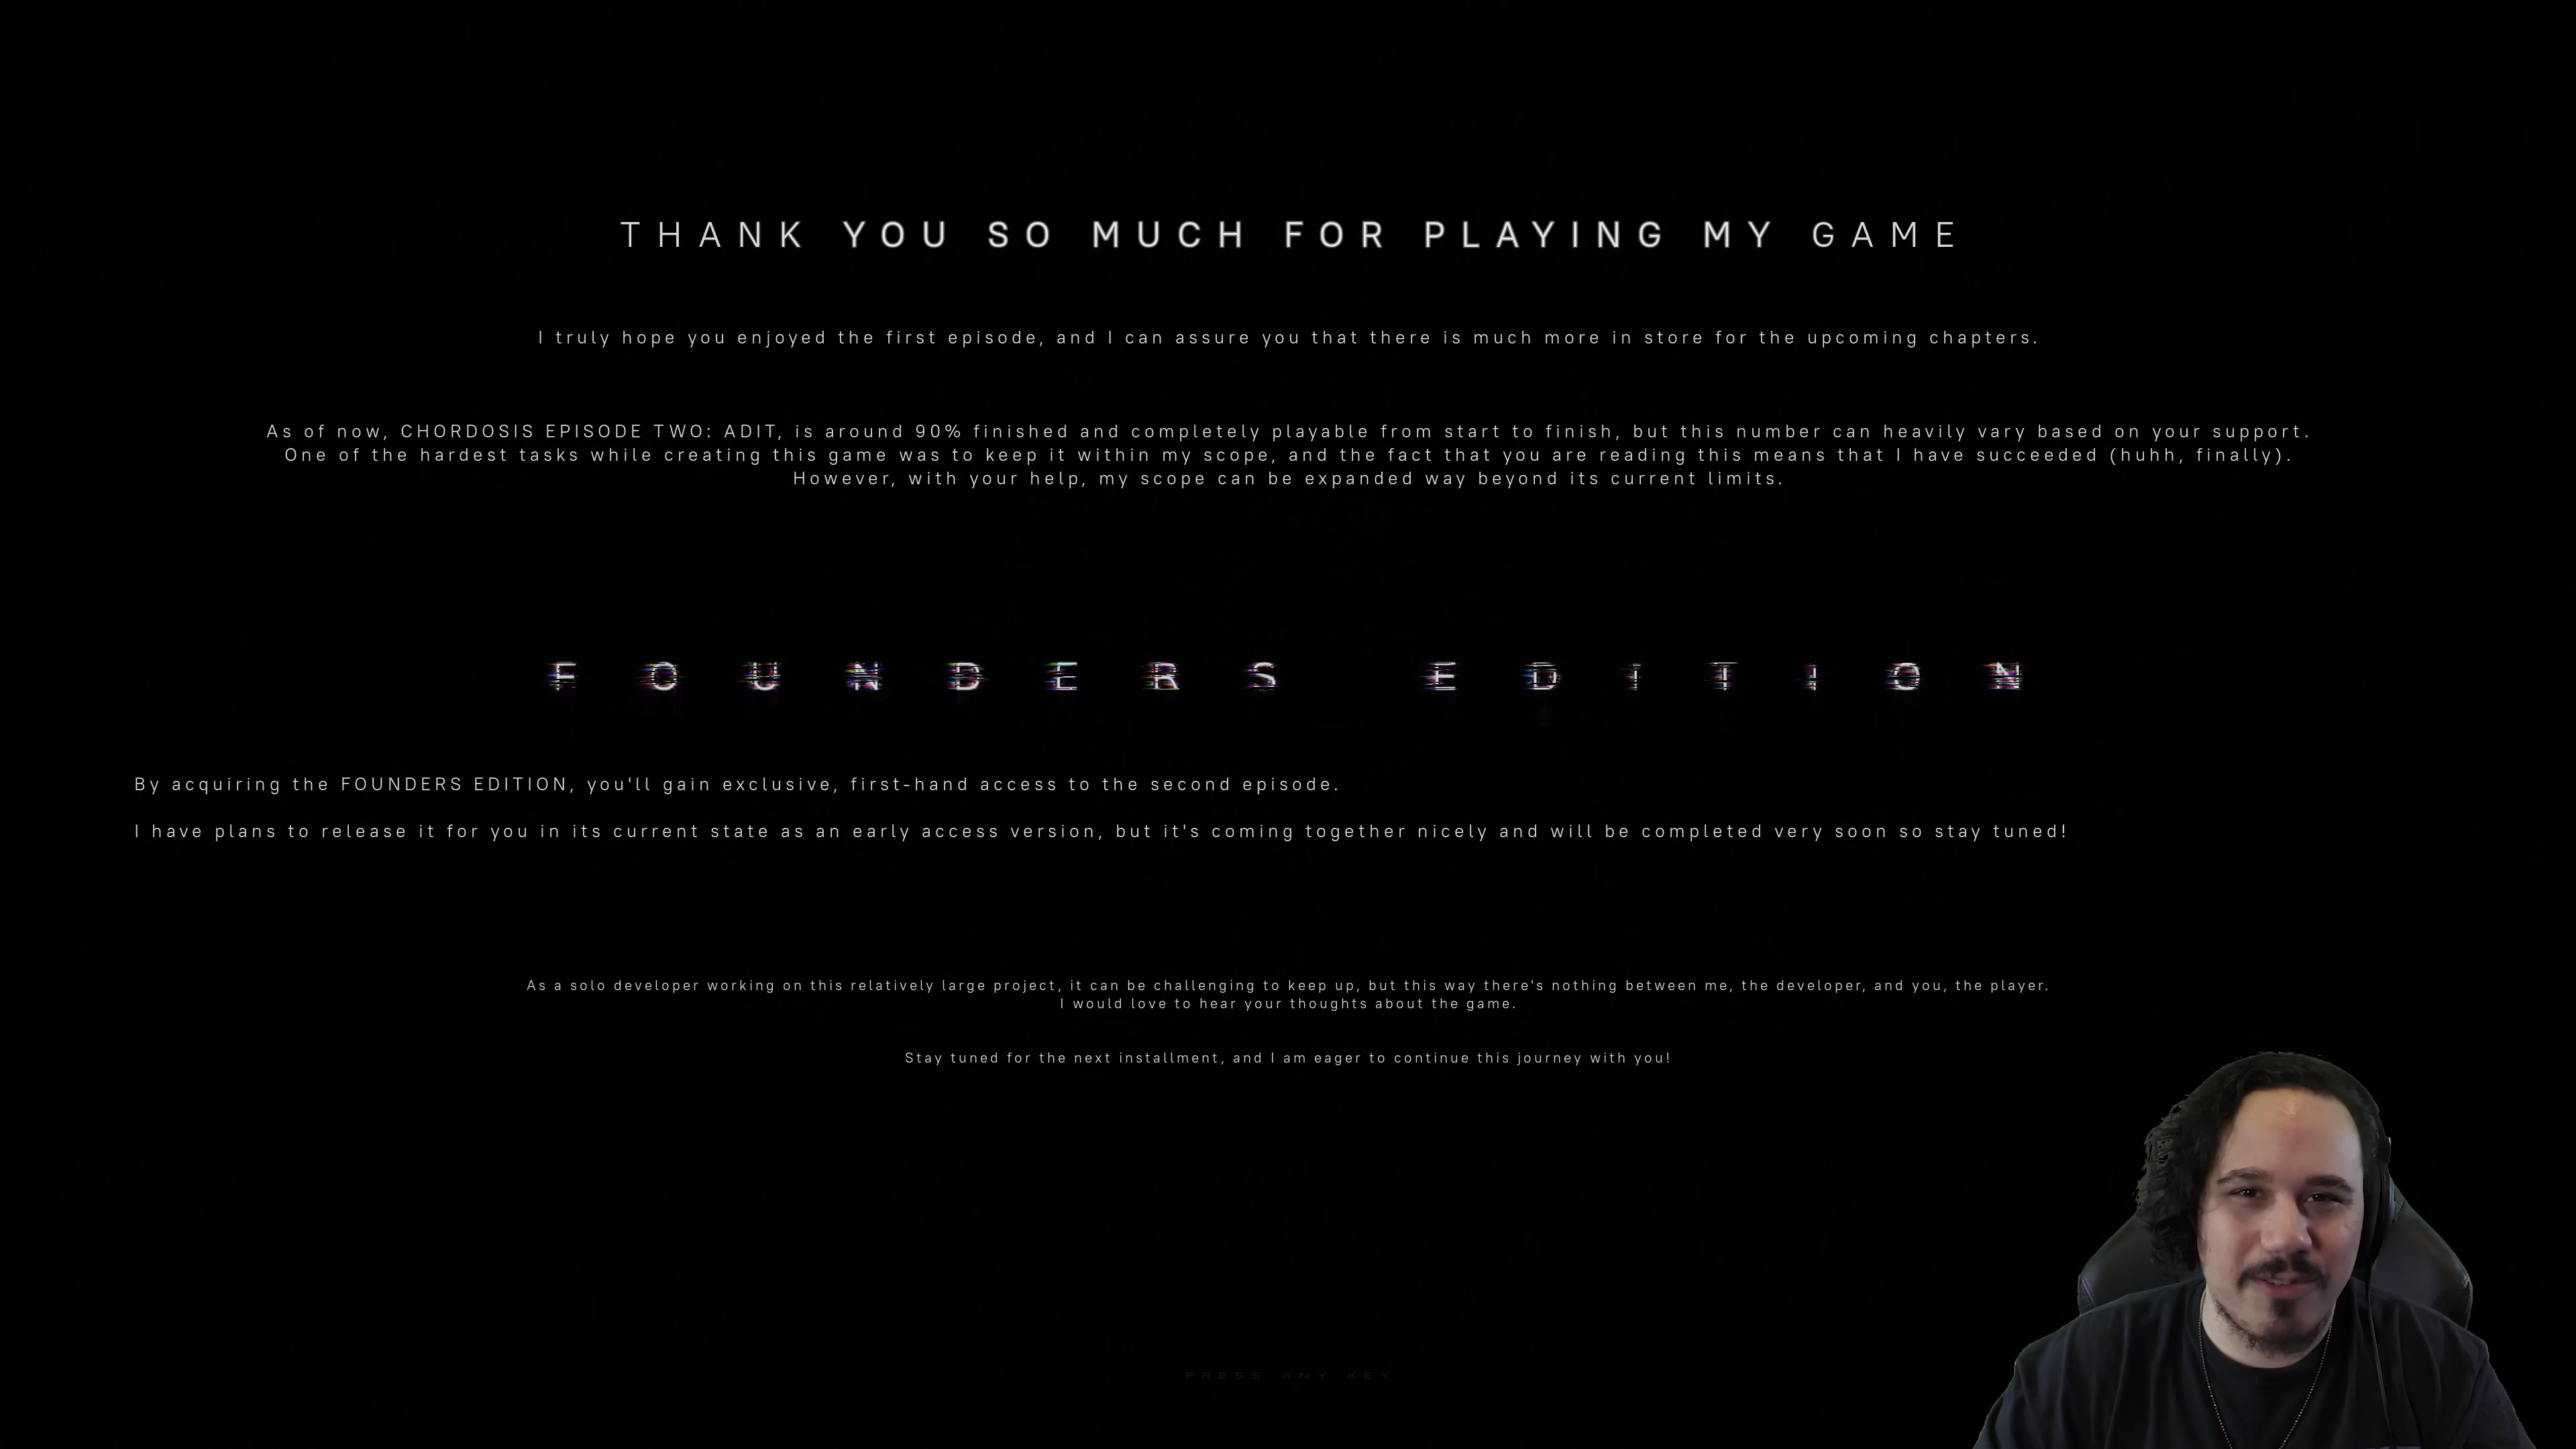 THANK YOU SO MUCH FOR PLAYING MY GAME
I truly hope you enjoyed the first episode, and I can assure you that there is much more in store for the upcoming chapters.
As of now, CHORDOSIS EPISODE TWO: ADIT, is around 90% finished and completely playable from start to finish, but this number can heavily vary based on your support.
One of the hardest tasks while creating this game was to keep it within my scope, and the fact that you are reading this means that I have succeeded (huhh, finally).
However, with your help, my scope can be expanded way beyond its current limits.
FOUNDERS EDITION
By acquiring the FOUNDERS EDITION, you'll gain exclusive, first-hand access to the second episode.
I have plans to release it for you in its current state as an early access version, but it's coming together nicely and will be completed very soon so stay tuned!
As a solo developer working on this relatively large project, it can be challenging to keep up, but this way there's nothing between me, the developer, and you, the player.
I would love to hear your thoughts about the game.
Stay tuned for the next installment, and I am eager to continue this journey with you!
PRESS ANY KEY